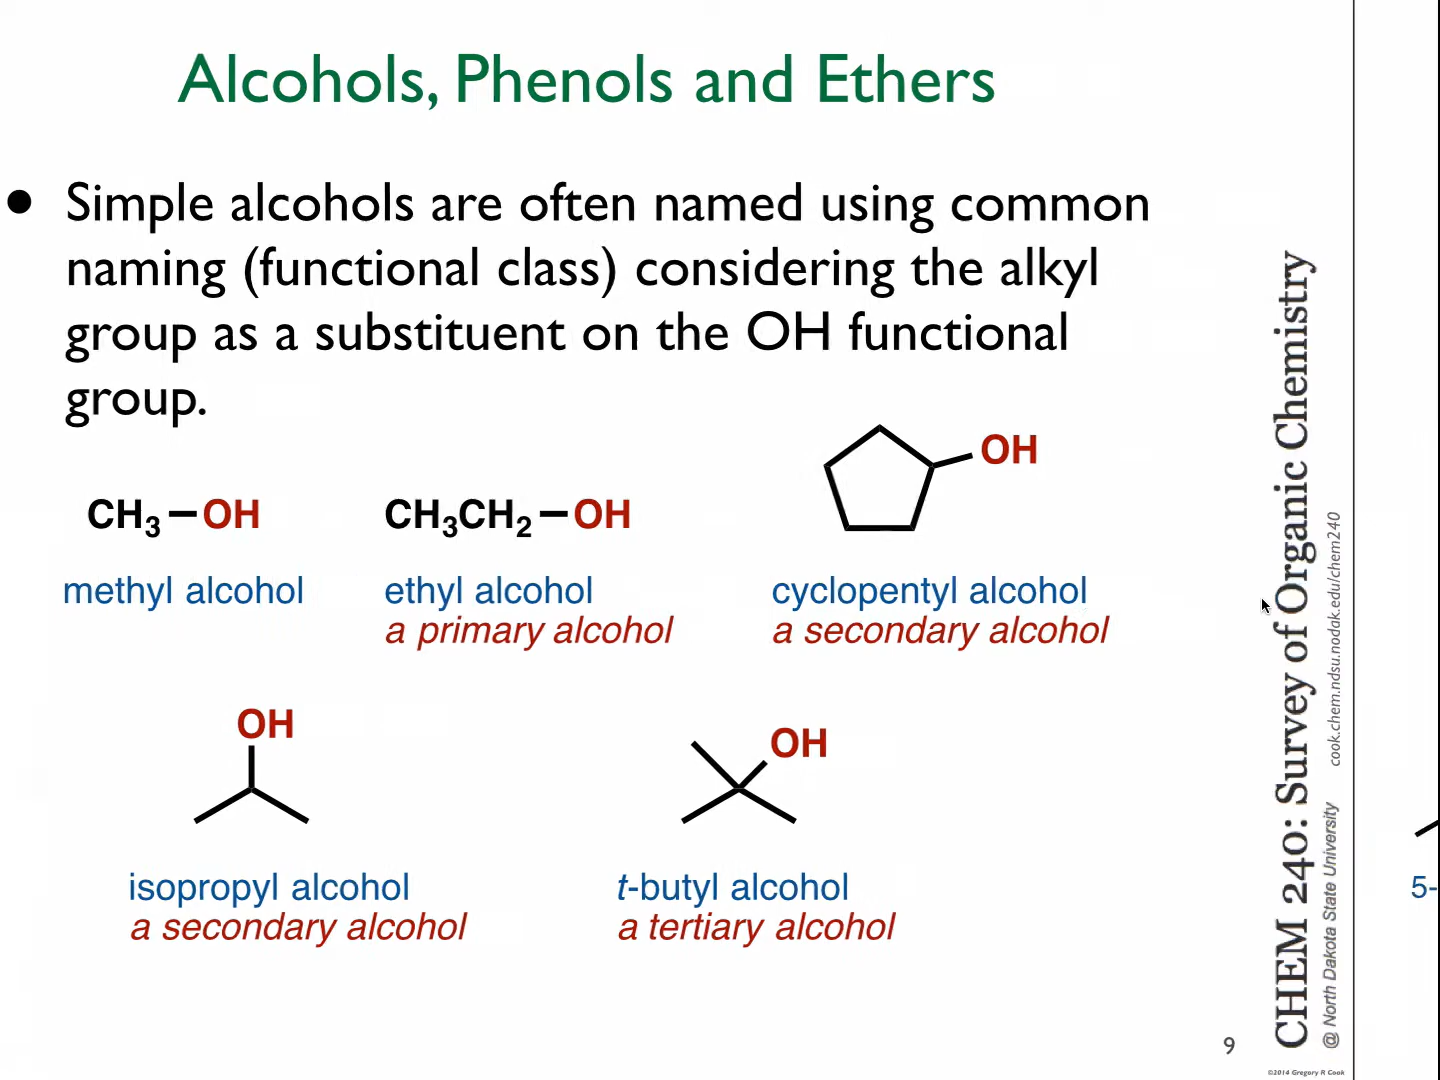 Alcohols, Phenols and Ethers
• Simple alcohols are often named using common
naming (functional class) considering the alkyl
group as a substituent on the OH functional
group.
CH₃—OH
CH₃CH₂—OH
OH
methyl alcohol
ethyl alcohol
a primary alcohol
cyclopentyl alcohol
a secondary alcohol
OH
OH
isopropyl alcohol
a secondary alcohol
t-butyl alcohol
a tertiary alcohol
9
CHEM 240: Survey of Organic Chemistry
@ North Dakota State University cook.chem.ndsu.nodak.edu/chem240
©2014 Gregory R Cook
5-